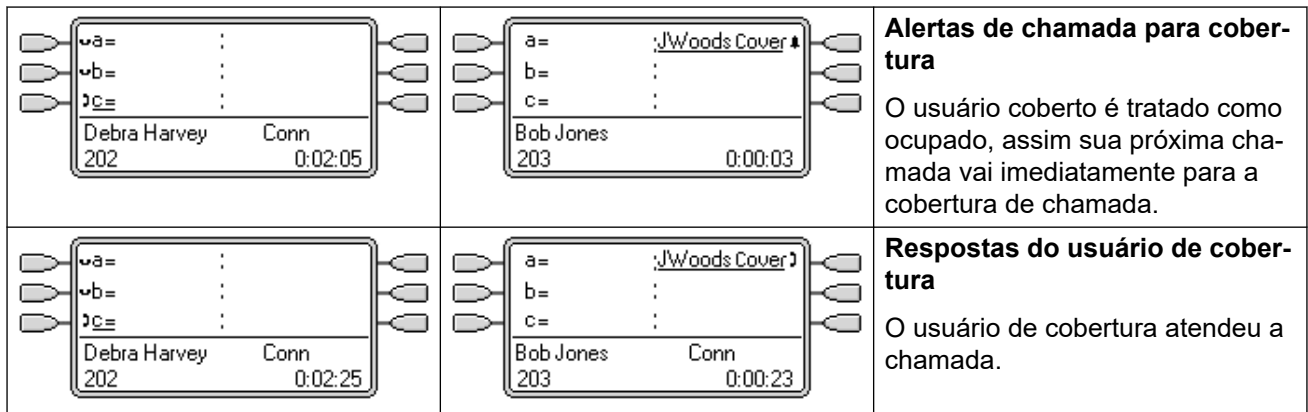 a= :
b= :
c= :
Debra Harvey Conn
202 0:02:05
a= :JWoods Cover
b= :
c= :
Bob Jones
203 0:00:03
Alertas de chamada para cober-
tura
O usuário coberto é tratado como
ocupado, assim sua próxima cha-
mada vai imediatamente para a
cobertura de chamada.
a= :
b= :
c= :
Debra Harvey Conn
202 0:02:25
a= :JWoods Cover
b= :
c= :
Bob Jones Conn
203 0:00:23
Respostas do usuário de cober-
tura
O usuário de cobertura atendeu a
chamada.